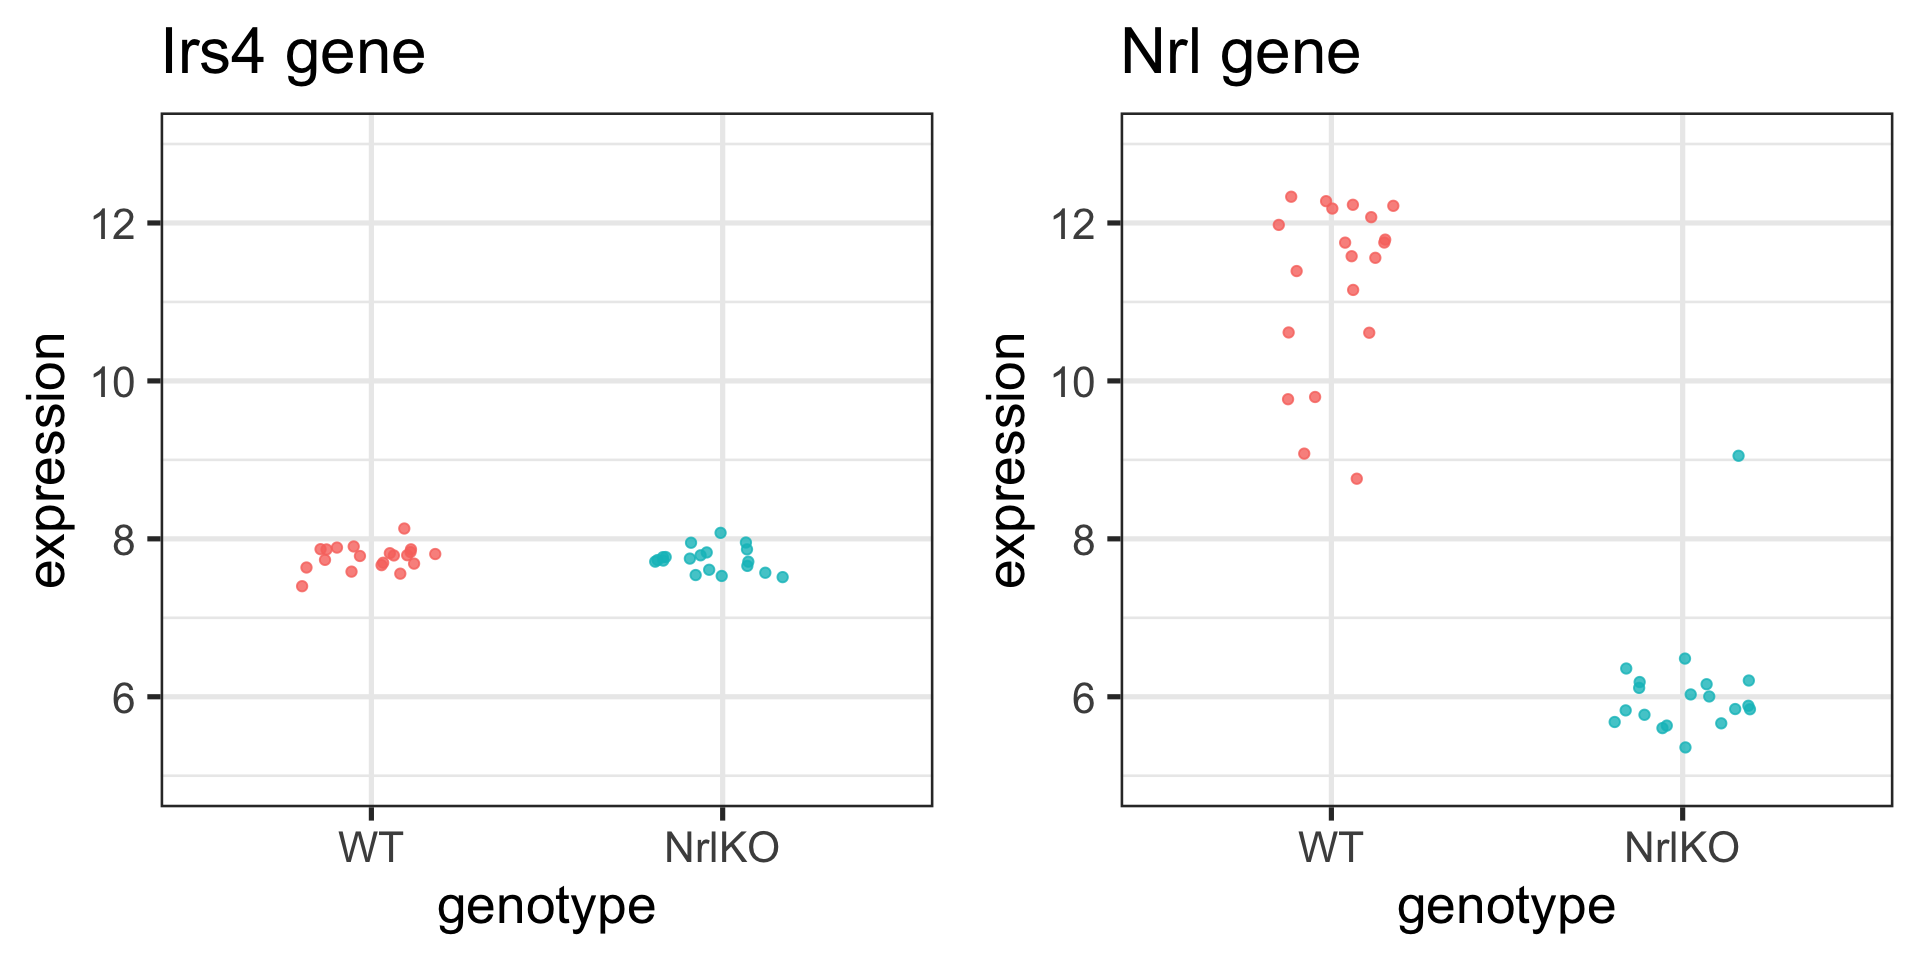 Irs4 gene
expression
12
10
8
6
WT NrlKO
genotype
Nrl gene
expression
12
10
8
6
WT NrlKO
genotype